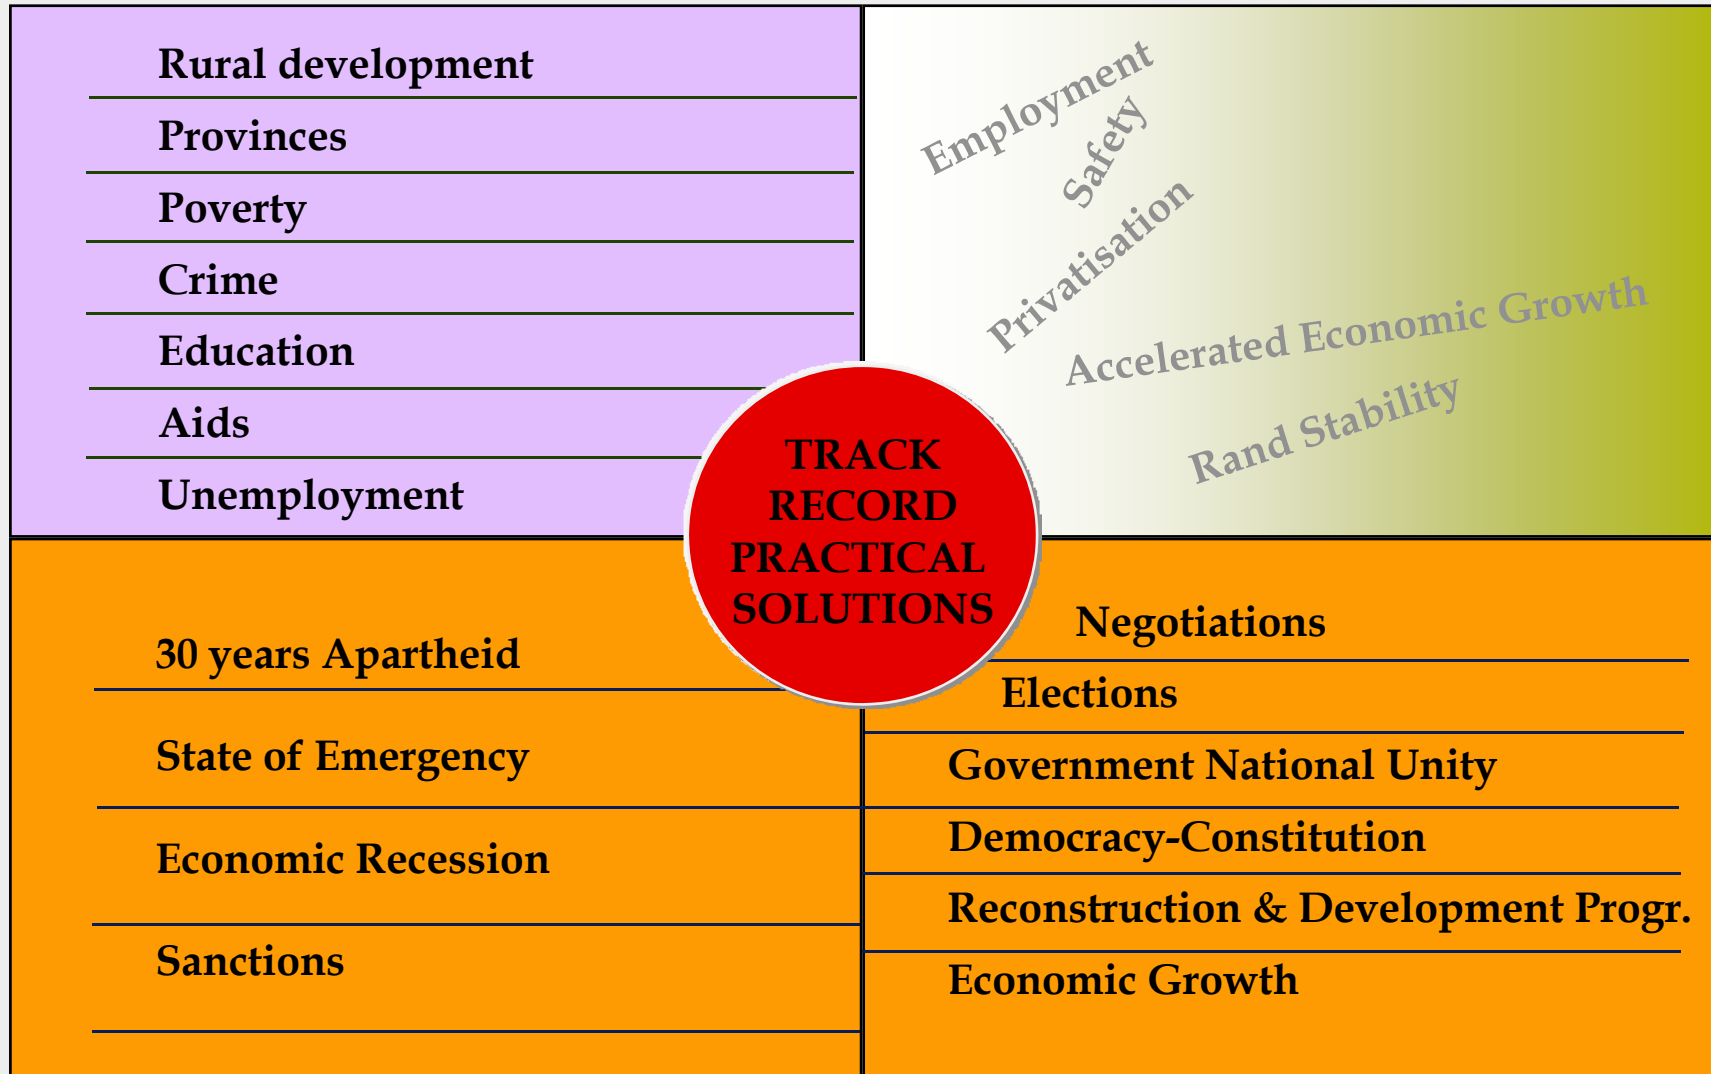 Rural development
Provinces
Poverty
Crime
Education
Aids
Unemployment
Employment
Safety
Privatisation
Accelerated Economic Growth
Rand Stability
TRACK
RECORD
PRACTICAL
SOLUTIONS
30 years Apartheid
State of Emergency
Economic Recession
Sanctions
Negotiations
Elections
Government National Unity
Democracy-Constitution
Reconstruction & Development Progr.
Economic Growth